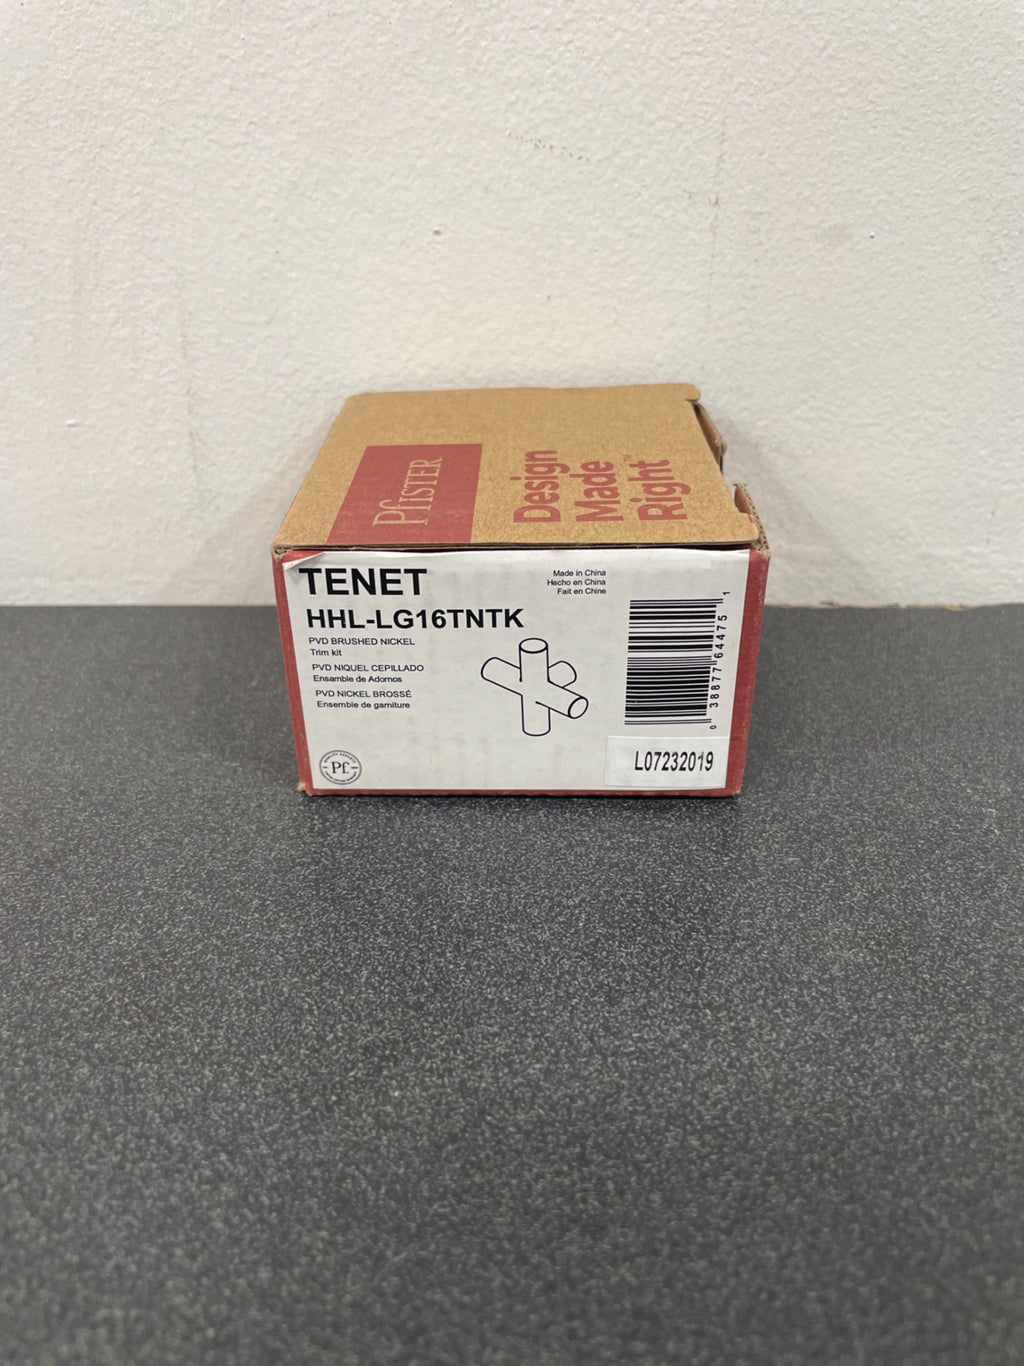 Pfister
Design
Made
Right™
TENET
HHL-LG16TNTK
PVD BRUSHED NICKEL
Trim kit
PVD NIQUEL CEPILLADO
Ensamble de Adornos
PVD NICKEL BROSSÉ
Ensemble de garniture
Made in China
Hecho en China
Fait en Chine
0 38877 64475 1
Pf.
L07232019